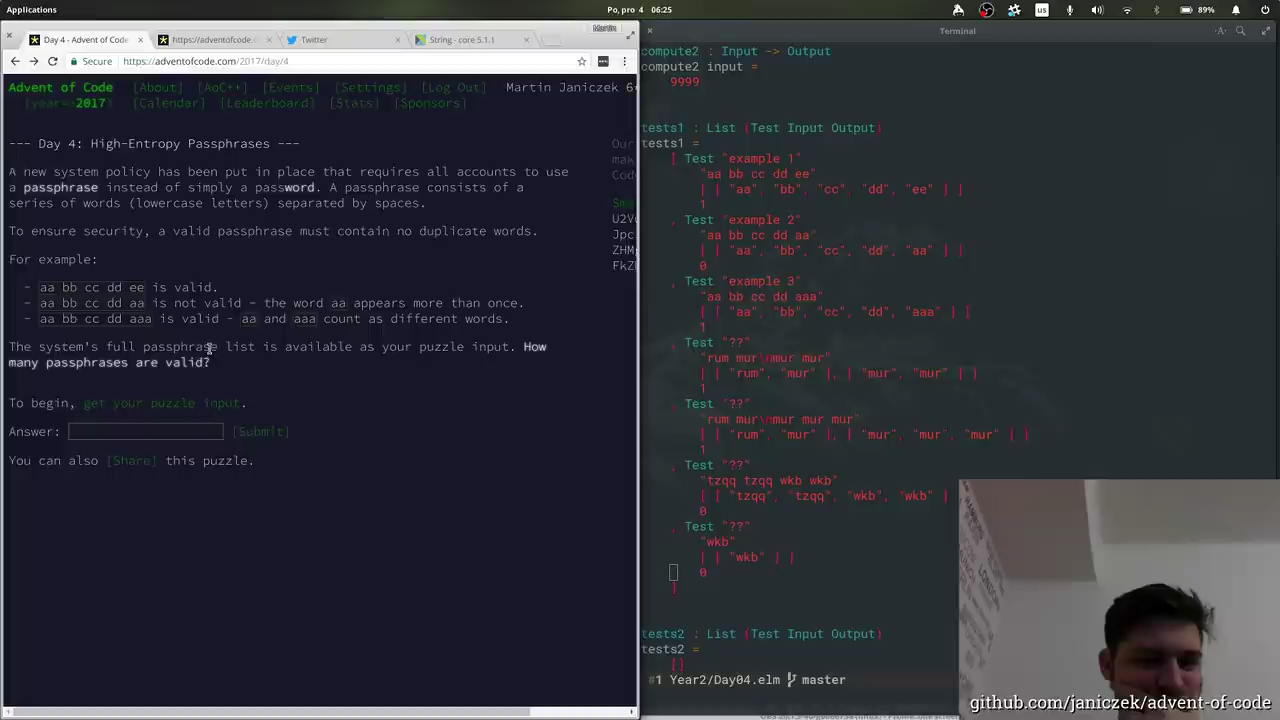 Applications
Po, pro 4 06:25
us
89%
Martin
Day 4 - Advent of Code
https://adventofcode.
Twitter
String - core 5.1.1
Secure
https://adventofcode.com/2017/day/4
Advent of Code [About] [AoC++] [Events] [Settings] [Log Out] Martin Janiczek 6*
[year=>2017] [Calendar] [Leaderboard] [Stats] [Sponsors]
--- Day 4: High-Entropy Passphrases ---
A new system policy has been put in place that requires all accounts to use
a passphrase instead of simply a password. A passphrase consists of a
series of words (lowercase letters) separated by spaces.
To ensure security, a valid passphrase must contain no duplicate words.
For example:
- aa bb cc dd ee is valid.
- aa bb cc dd aa is not valid - the word aa appears more than once.
- aa bb cc dd aaa is valid - aa and aaa count as different words.
The system's full passphrase list is available as your puzzle input. How
many passphrases are valid?
To begin, get your puzzle input.
Answer: [Submit]
You can also [Share] this puzzle.
Our
Terminal
compute2 : Input -> Output
compute2 input =
9999
tests1 : List (Test Input Output)
tests1 =
[ Test "example 1"
"aa bb cc dd ee"
[ [ "aa", "bb", "cc", "dd", "ee" ] ]
1
, Test "example 2"
"aa bb cc dd aa"
[ [ "aa", "bb", "cc", "dd", "aa" ] ]
0
, Test "example 3"
"aa bb cc dd aaa"
[ [ "aa", "bb", "cc", "dd", "aaa" ] ]
1
, Test "??"
"rum mur\nmur mur"
[ [ "rum", "mur" ], [ "mur", "mur" ] ]
1
, Test "??"
"rum mur\nmur mur mur"
[ [ "rum", "mur" ], [ "mur", "mur", "mur" ] ]
1
, Test "??"
"tzqq tzqq wkb wkb"
[ [ "tzqq", "tzqq", "wkb", "wkb" ]
0
, Test "??"
"wkb"
[ [ "wkb" ] ]
0
]
tests2 : List (Test Input Output)
tests2 =
[]
#1 Year2/Day04.elm master
LONDON
github.com/janiczek/advent-of-code